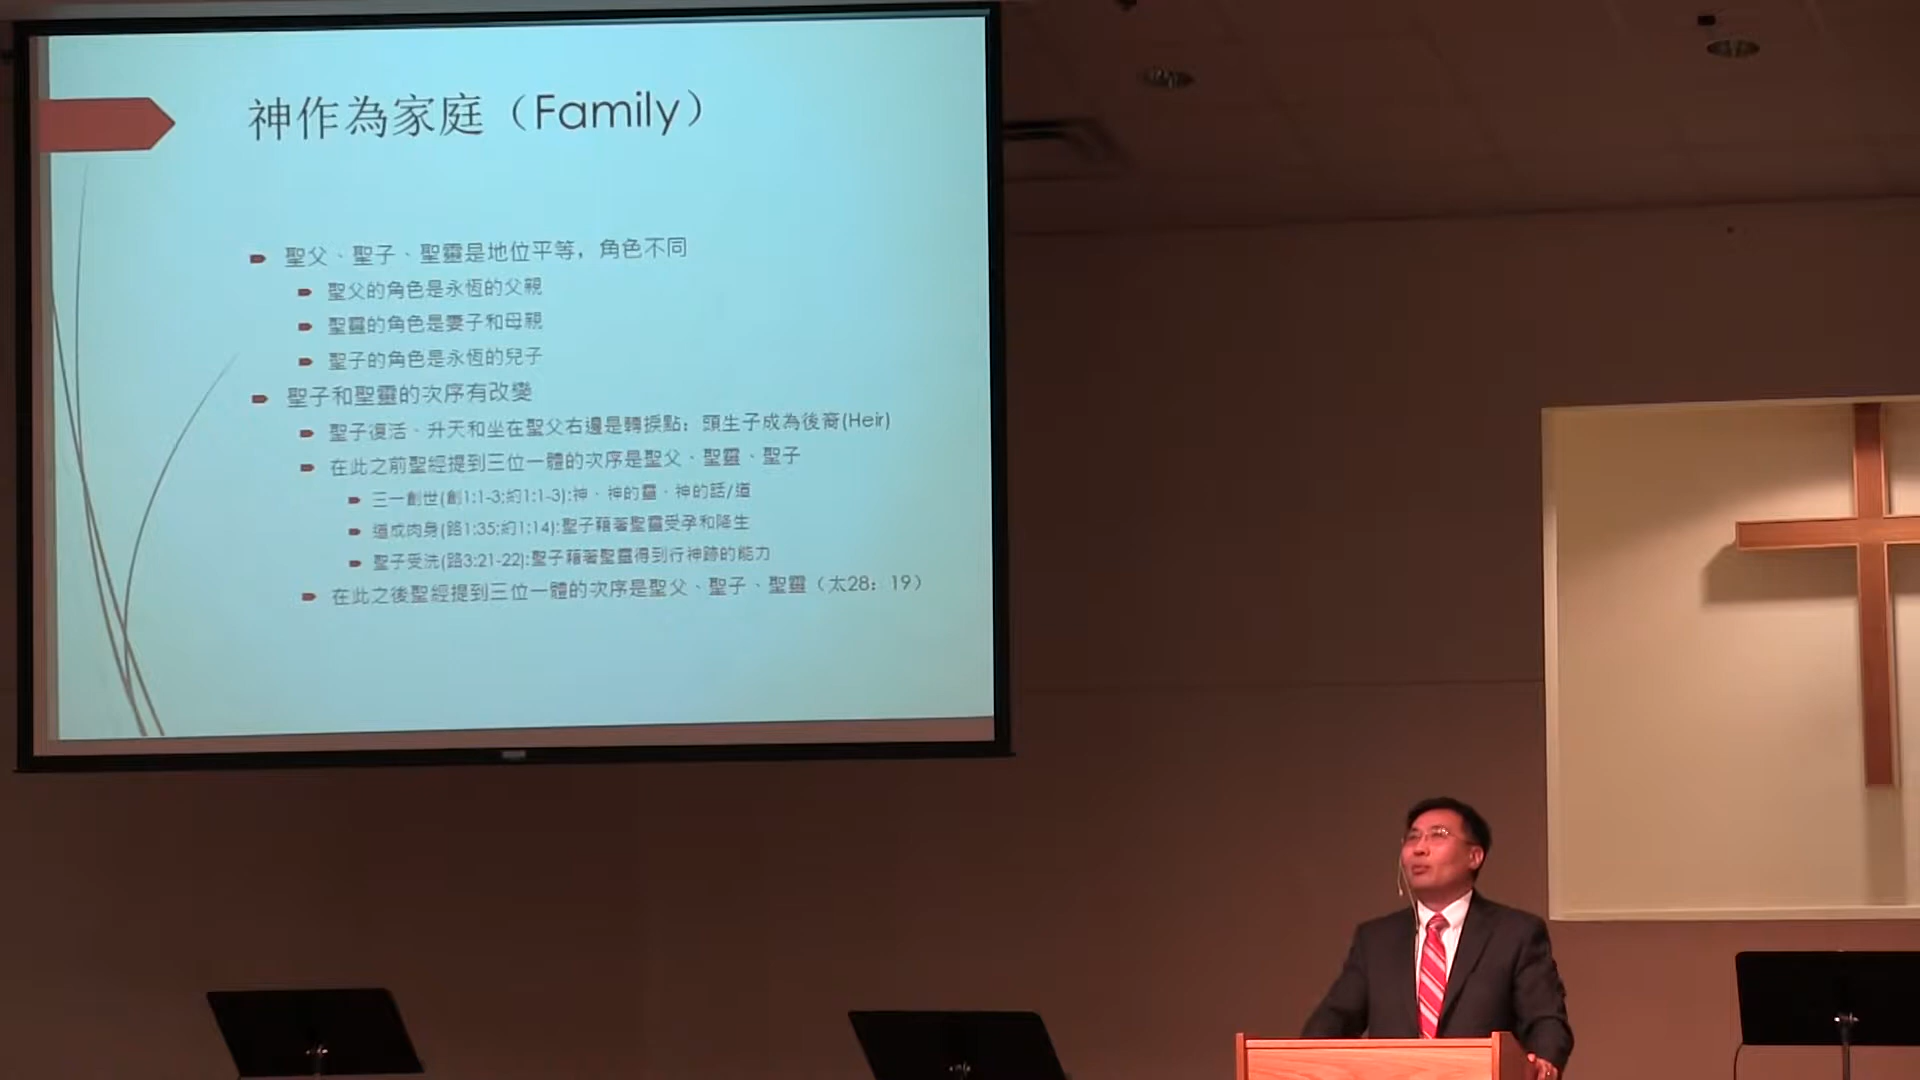 神作為家庭（Family）
聖父、聖子、聖靈是地位平等，角色不同
聖父的角色是永恆的父親
聖靈的角色是妻子和母親
聖子的角色是永恆的兒子
聖子和聖靈的次序有改變
聖子復活、升天和坐在聖父右邊是轉捩點：頭生子成為後裔(Heir)
在此之前聖經提到三位一體的次序是聖父、聖靈、聖子
三一創世(創1:1-3;約1:1-3):神、神的靈、神的話/道
道成肉身(路1:35;約1:14):聖子藉著聖靈受孕和降生
聖子受洗(路3:21-22):聖子藉著聖靈得到行神跡的能力
在此之後聖經提到三位一體的次序是聖父、聖子、聖靈（太28：19）